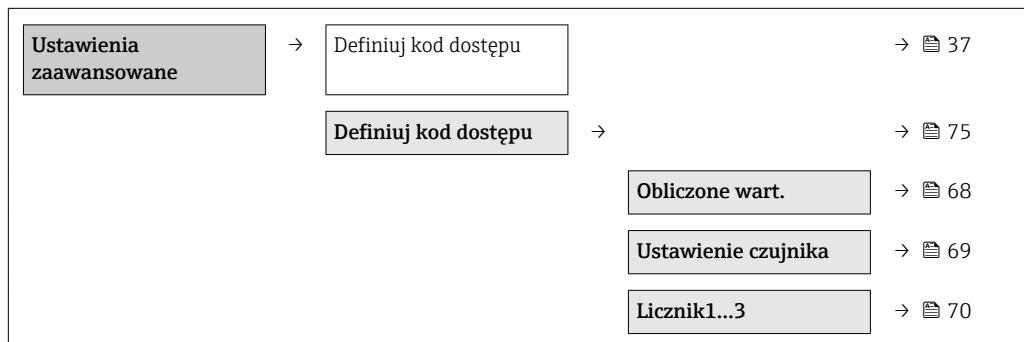 Ustawienia
zaawansowane
→ Definiuj kod dostępu → 37
Definiuj kod dostępu → → 75
Obliczone wart. → 68
Ustawienie czujnika → 69
Licznik1...3 → 70